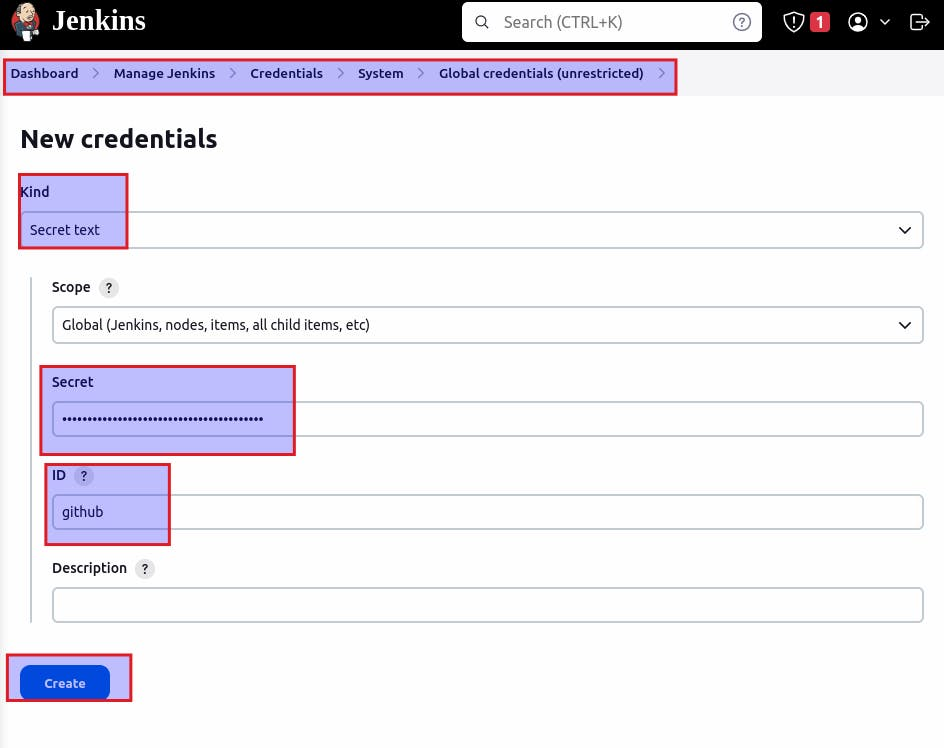 Jenkins
Search (CTRL+K) ?
1
Dashboard > Manage Jenkins > Credentials > System > Global credentials (unrestricted) >
New credentials
Kind
Secret text
Scope ?
Global (Jenkins, nodes, items, all child items, etc)
Secret
••••••••••••••••••••••••••••••••••••••••
ID ?
github
Description ?
Create